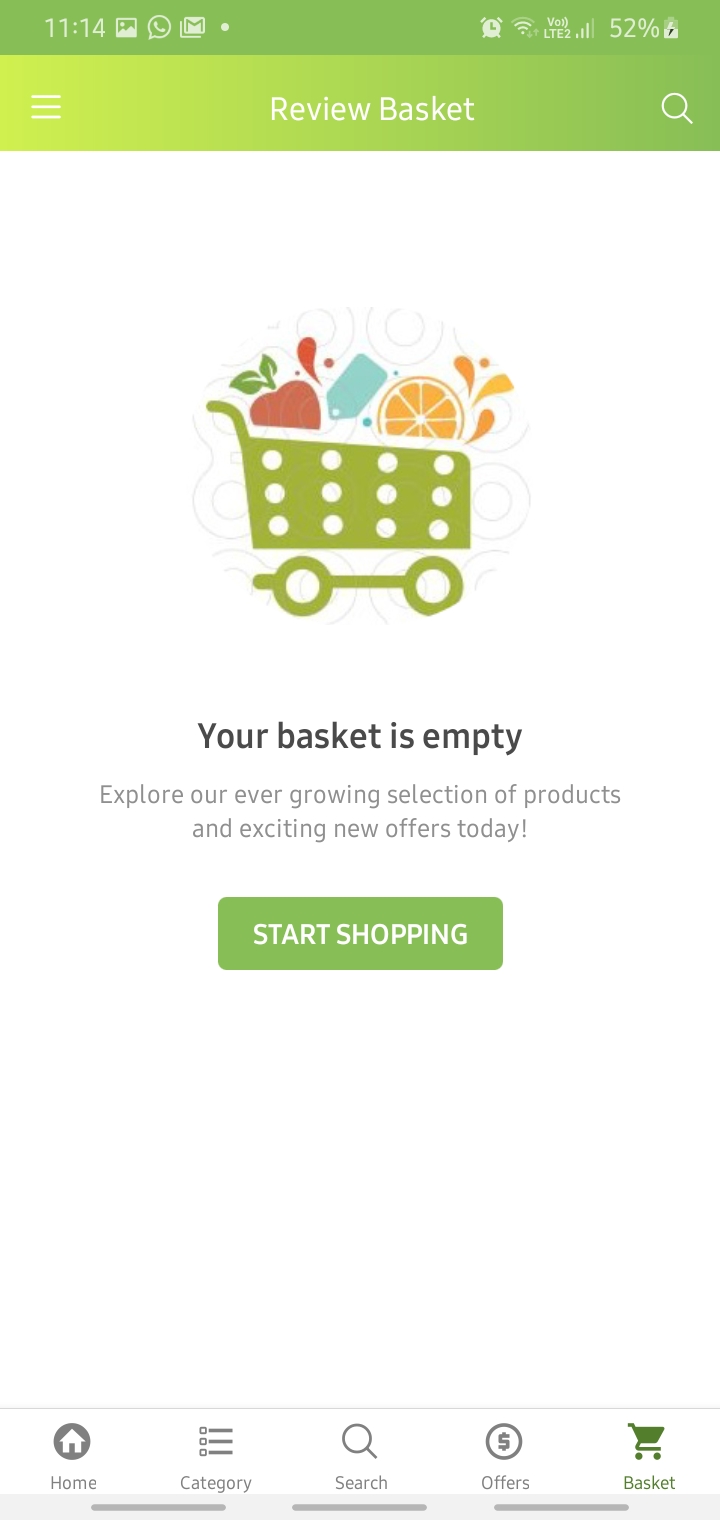 11:14
Vo)) LTE2 52%
Review Basket
Your basket is empty
Explore our ever growing selection of products
and exciting new offers today!
START SHOPPING
Home Category Search Offers Basket